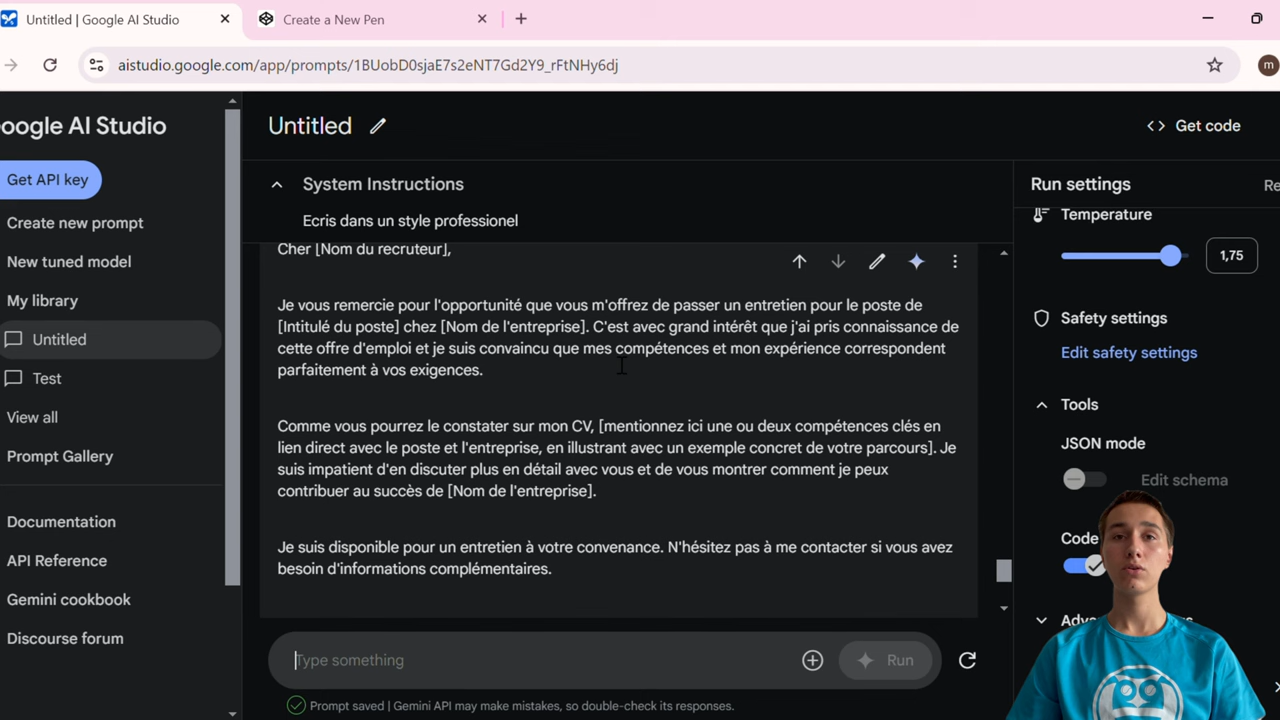 Untitled | Google AI Studio
Create a New Pen
aistudio.google.com/app/prompts/1BUobD0sjaE7s2eNT7Gd2Y9_rFtNHy6dj
m
oogle AI Studio
Get API key
Create new prompt
New tuned model
My library
Untitled
Test
View all
Prompt Gallery
Documentation
API Reference
Gemini cookbook
Discourse forum
Untitled
Get code
System Instructions
Ecris dans un style professionel
Cher [Nom du recruteur],
Je vous remercie pour l'opportunité que vous m'offrez de passer un entretien pour le poste de
[Intitulé du poste] chez [Nom de l'entreprise]. C'est avec grand intérêt que j'ai pris connaissance de
cette offre d'emploi et je suis convaincu que mes compétences et mon expérience correspondent
parfaitement à vos exigences.
Comme vous pourrez le constater sur mon CV, [mentionnez ici une ou deux compétences clés en
lien direct avec le poste et l'entreprise, en illustrant avec un exemple concret de votre parcours]. Je
suis impatient d'en discuter plus en détail avec vous et de vous montrer comment je peux
contribuer au succès de [Nom de l'entreprise].
Je suis disponible pour un entretien à votre convenance. N'hésitez pas à me contacter si vous avez
besoin d'informations complémentaires.
Type something
Run
Prompt saved | Gemini API may make mistakes, so double-check its responses.
Run settings
Re
Temperature
1,75
Safety settings
Edit safety settings
Tools
JSON mode
Edit schema
Code